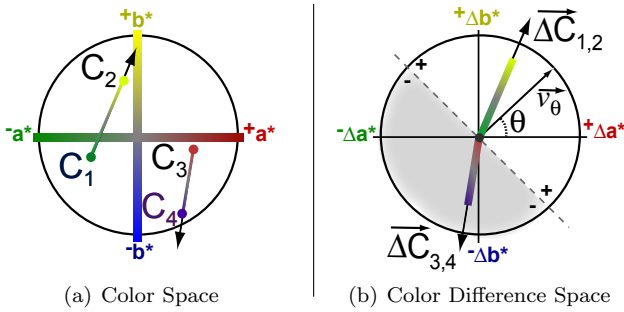 +b*
C2
-a*
+a*
C1
C3
C4
-b*
(a) Color Space
+Δb*
ΔC1,2
+
-
vθ
-Δa*
θ
+Δa*
+
-
ΔC3,4
-Δb*
(b) Color Difference Space